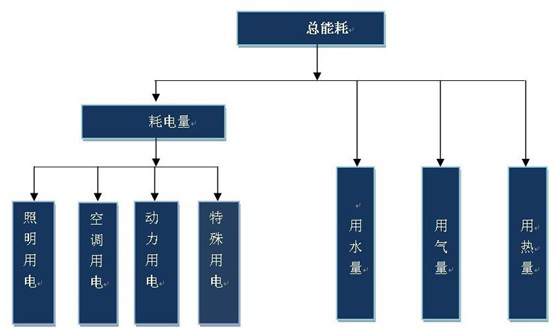 总能耗
耗电量
照明用电
空调用电
动力用电
特殊用电
用水量
用气量
用热量